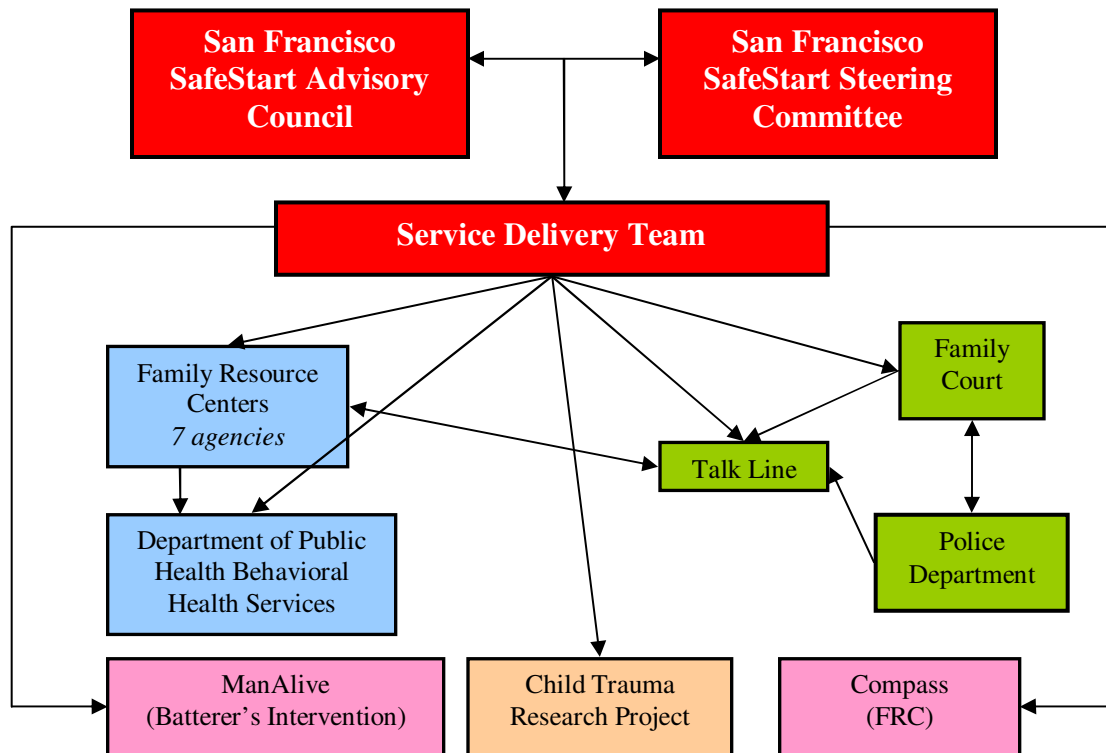 San Francisco
SafeStart Advisory
Council
San Francisco
SafeStart Steering
Committee
Service Delivery Team
Family Resource
Centers
7 agencies
Family
Court
Talk Line
Department of Public
Health Behavioral
Health Services
Police
Department
ManAlive
(Batterer's Intervention)
Child Trauma
Research Project
Compass
(FRC)